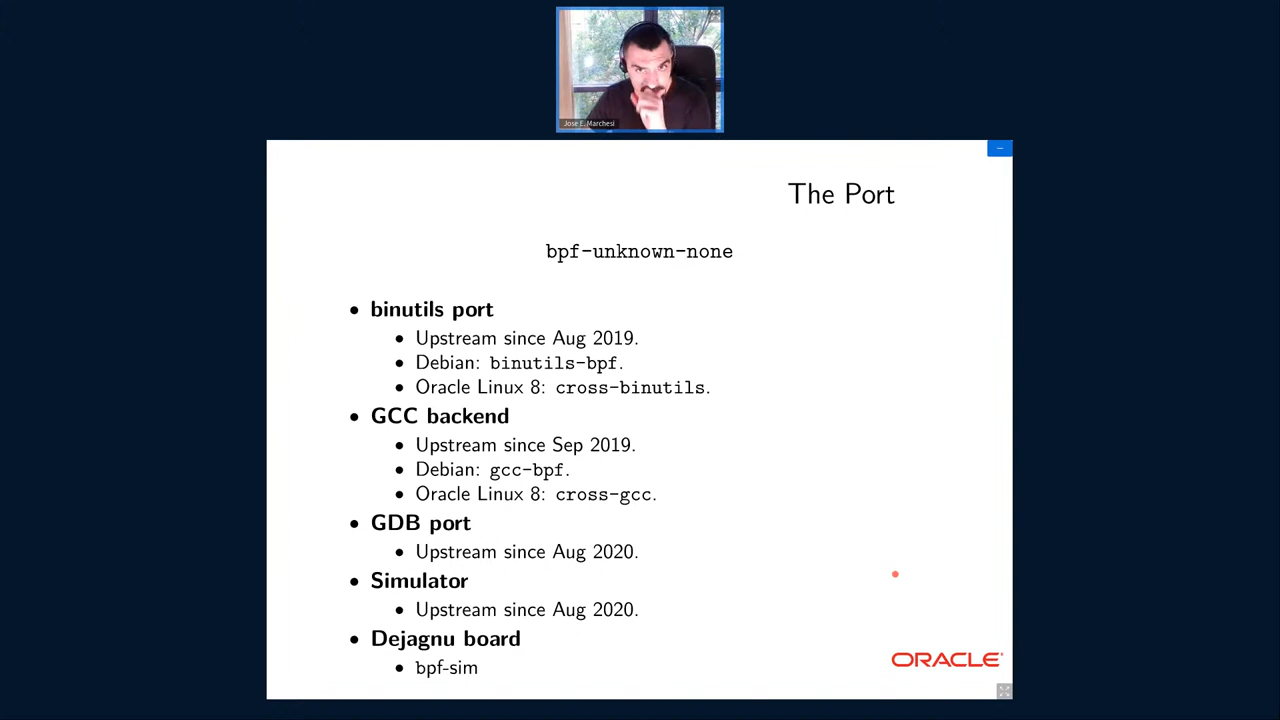 Jose E. Marchesi
The Port
bpf-unknown-none
• binutils port
• Upstream since Aug 2019.
• Debian: binutils-bpf.
• Oracle Linux 8: cross-binutils.
• GCC backend
• Upstream since Sep 2019.
• Debian: gcc-bpf.
• Oracle Linux 8: cross-gcc.
• GDB port
• Upstream since Aug 2020.
• Simulator
• Upstream since Aug 2020.
• Dejagnu board
• bpf-sim
ORACLE